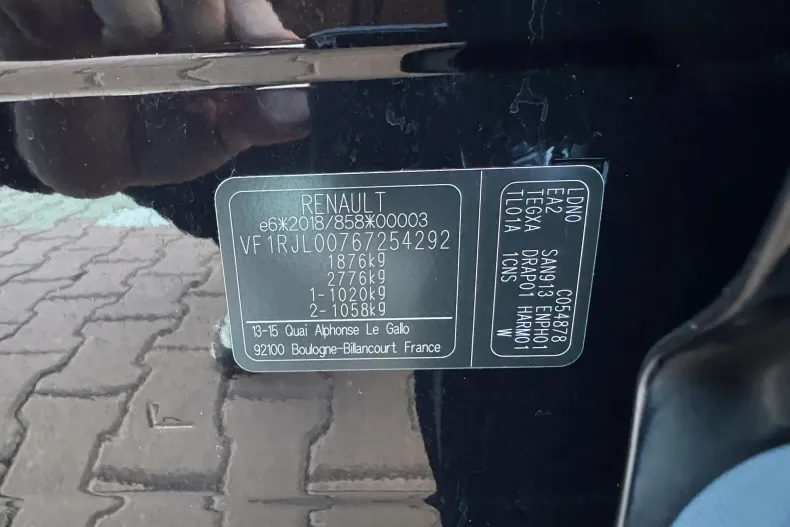 RENAULT
e6*2018/858*00003
VF1RJL00767254292
1876kg
2776kg
1-1020kg
2-1058kg
13-15 Quai Alphonse Le Gallo
92100 Boulogne-Billancourt France
LDNO C054878
EA2 SAN913 ENPH01
TEGXA DRAP01 HARM01
TL01A 1CNS W